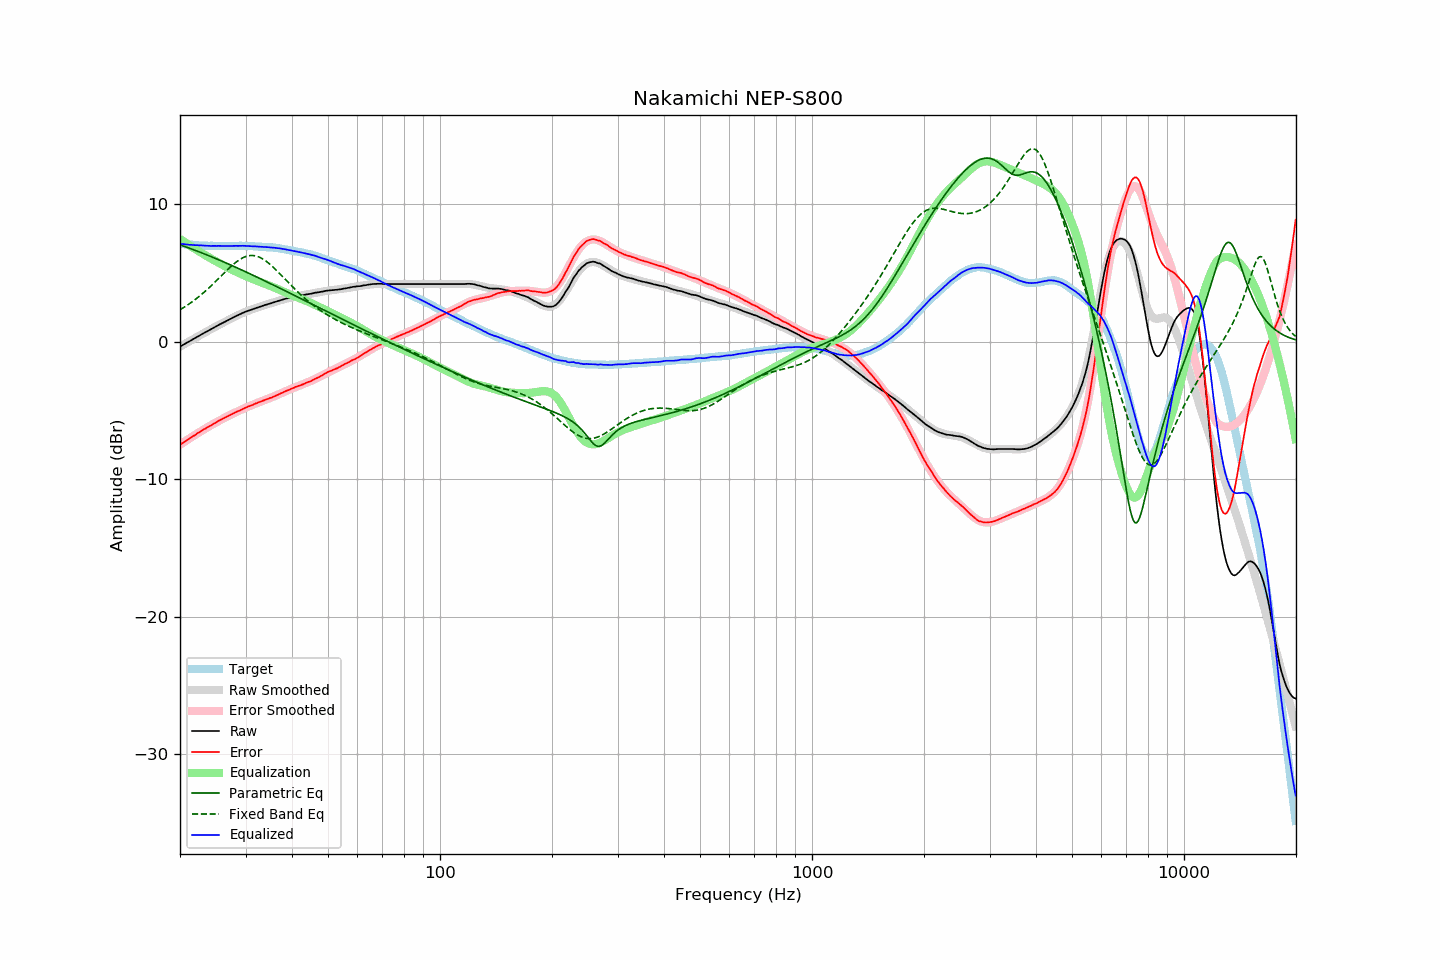 Nakamichi NEP-S800
10
0
−10
−20
−30
Amplitude (dBr)
Target
Raw Smoothed
Error Smoothed
Raw
Error
Equalization
Parametric Eq
Fixed Band Eq
Equalized
100
1000
10000
Frequency (Hz)